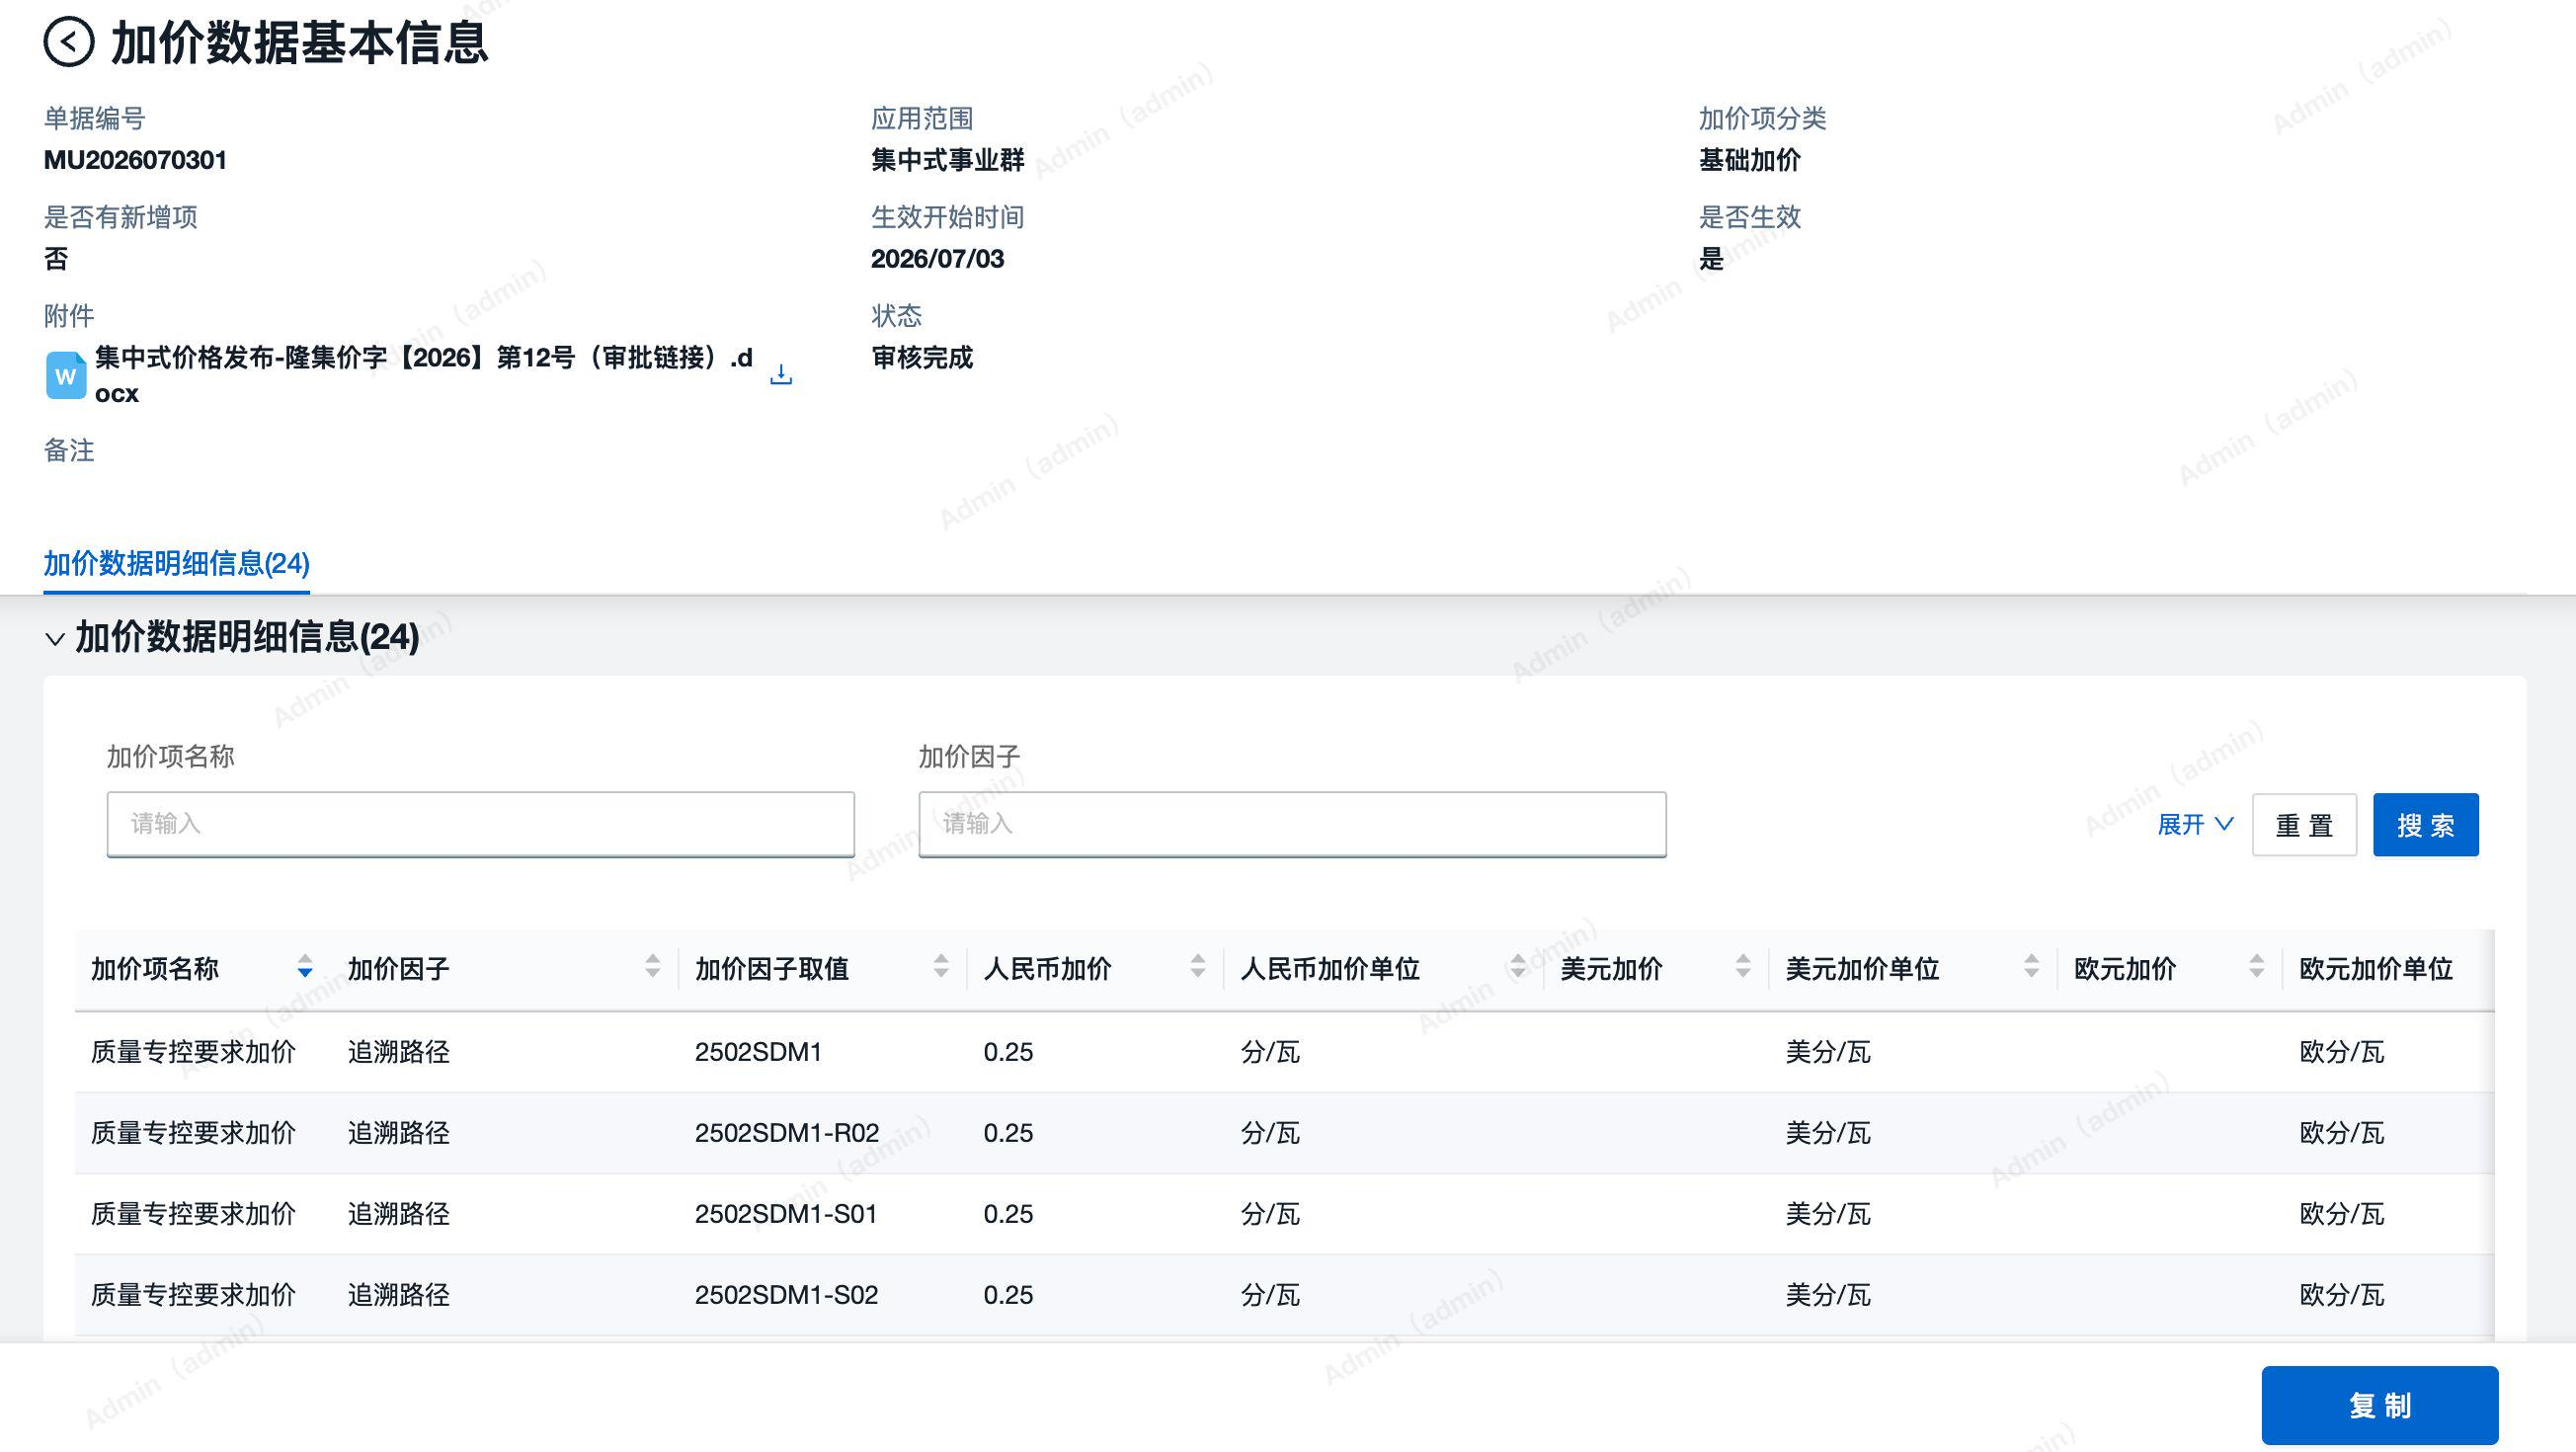 加价数据基本信息
单据编号 应用范围 加价项分类
MU2026070301 集中式事业群 基础加价
是否有新增项 生效开始时间 是否生效
否 2026/07/03 是
附件 状态
集中式价格发布-隆集价字【2026】第12号（审批链接）.d 审核完成
W
ocx
备注
加价数据明细信息(24)
加价数据明细信息(24)
加价项名称 加价因子
请输入 请输入 展开 重 置 搜 索
加价项名称 加价因子 加价因子取值 人民币加价 人民币加价单位 美元加价 美元加价单位 欧元加价 欧元加价单位
质量专控要求加价 追溯路径 2502SDM1 0.25 分/瓦 美分/瓦 欧分/瓦
质量专控要求加价 追溯路径 2502SDM1-R02 0.25 分/瓦 美分/瓦 欧分/瓦
质量专控要求加价 追溯路径 2502SDM1-S01 0.25 分/瓦 美分/瓦 欧分/瓦
质量专控要求加价 追溯路径 2502SDM1-S02 0.25 分/瓦 美分/瓦 欧分/瓦
复 制
Admin（admin）